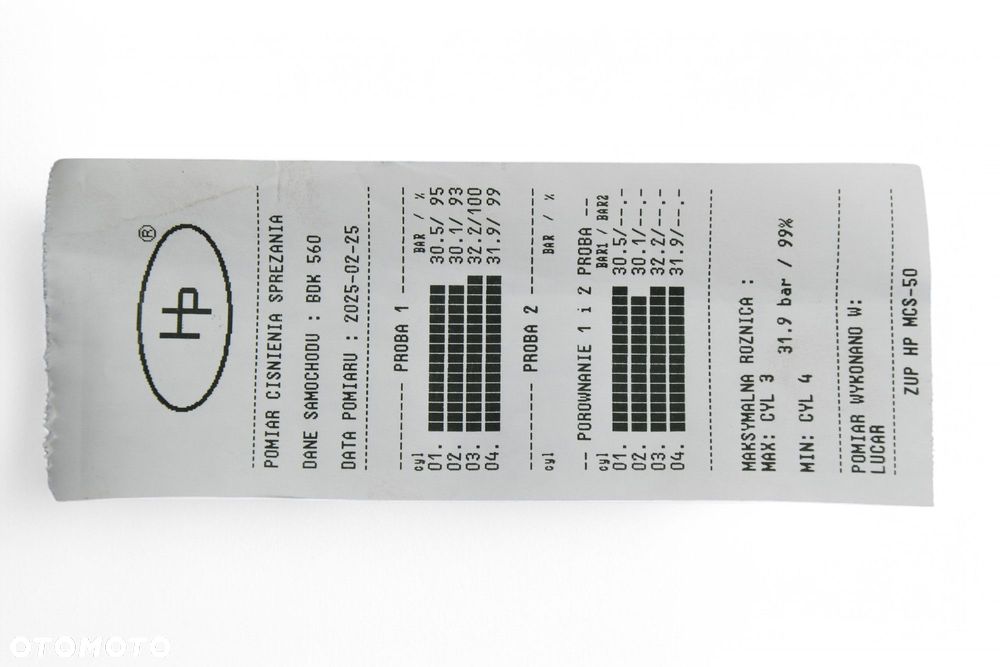 Hp ®
POMIAR CISNIENIA SPREZANIA
DANE SAMOCHODU : BDK 560
DATA POMIARU : 2025-02-25
------ PROBA 1 ------
cyl BAR / %
01. 30.5/ 95
02. 30.1/ 93
03. 32.2/100
04. 31.9/ 99
------ PROBA 2 ------
cyl BAR / %
-- POROWNANIE 1 i 2 PROBA --
cyl BAR1 / BAR2
01. 30.5/--.-
02. 30.1/--.-
03. 32.2/--.-
04. 31.9/--.-
MAKSYMALNA ROZNICA :
MAX: CYL 3
31.9 bar / 99%
MIN: CYL 4
POMIAR WYKONANO W:
LUCAR
ZUP HP MCS-50
OTOMOTO